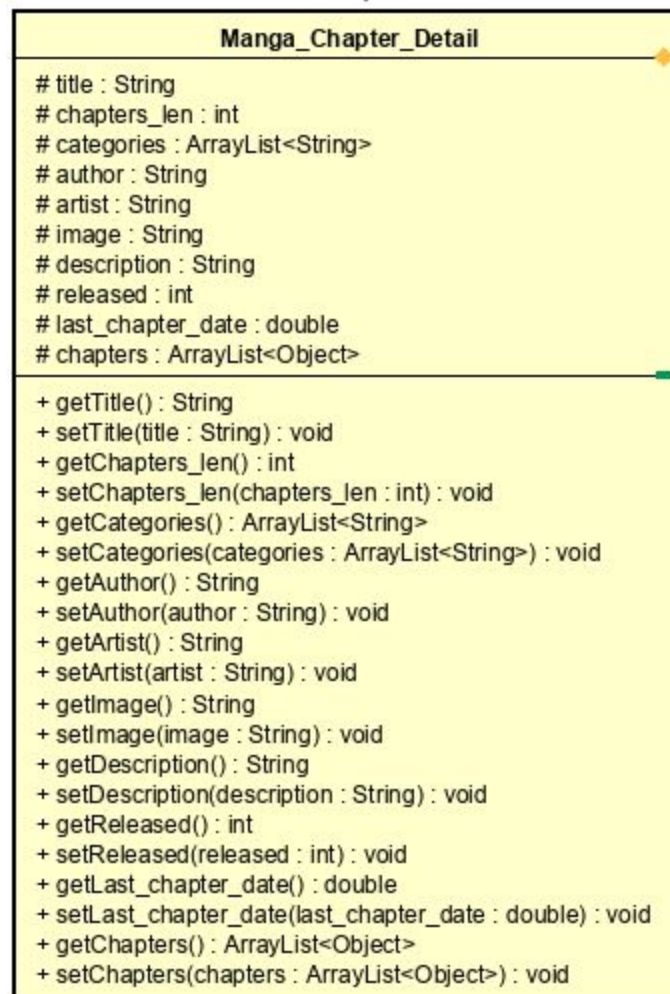 Manga_Chapter_Detail
# title : String
# chapters_len : int
# categories : ArrayList<String>
# author : String
# artist : String
# image : String
# description : String
# released : int
# last_chapter_date : double
# chapters : ArrayList<Object>
+ getTitle() : String
+ setTitle(title : String) : void
+ getChapters_len() : int
+ setChapters_len(chapters_len : int) : void
+ getCategories() : ArrayList<String>
+ setCategories(categories : ArrayList<String>) : void
+ getAuthor() : String
+ setAuthor(author : String) : void
+ getArtist() : String
+ setArtist(artist : String) : void
+ getImage() : String
+ setImage(image : String) : void
+ getDescription() : String
+ setDescription(description : String) : void
+ getReleased() : int
+ setReleased(released : int) : void
+ getLast_chapter_date() : double
+ setLast_chapter_date(last_chapter_date : double) : void
+ getChapters() : ArrayList<Object>
+ setChapters(chapters : ArrayList<Object>) : void